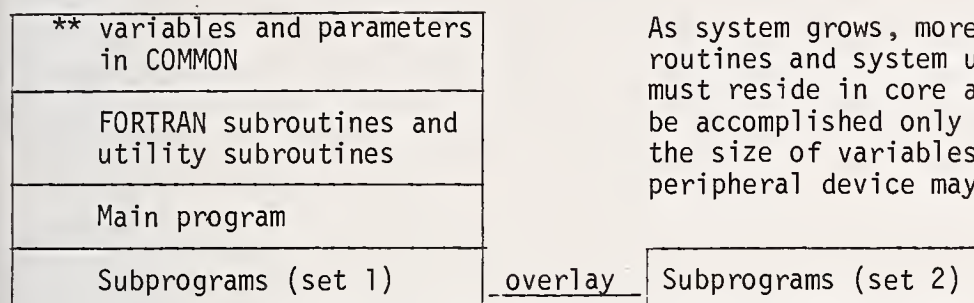 ** variables and parameters
in COMMON
FORTRAN subroutines and
utility subroutines
Main program
Subprograms (set 1)
overlay
Subprograms (set 2)
As system grows, more
routines and system
must reside in core
be accomplished only
the size of variables
peripheral device may